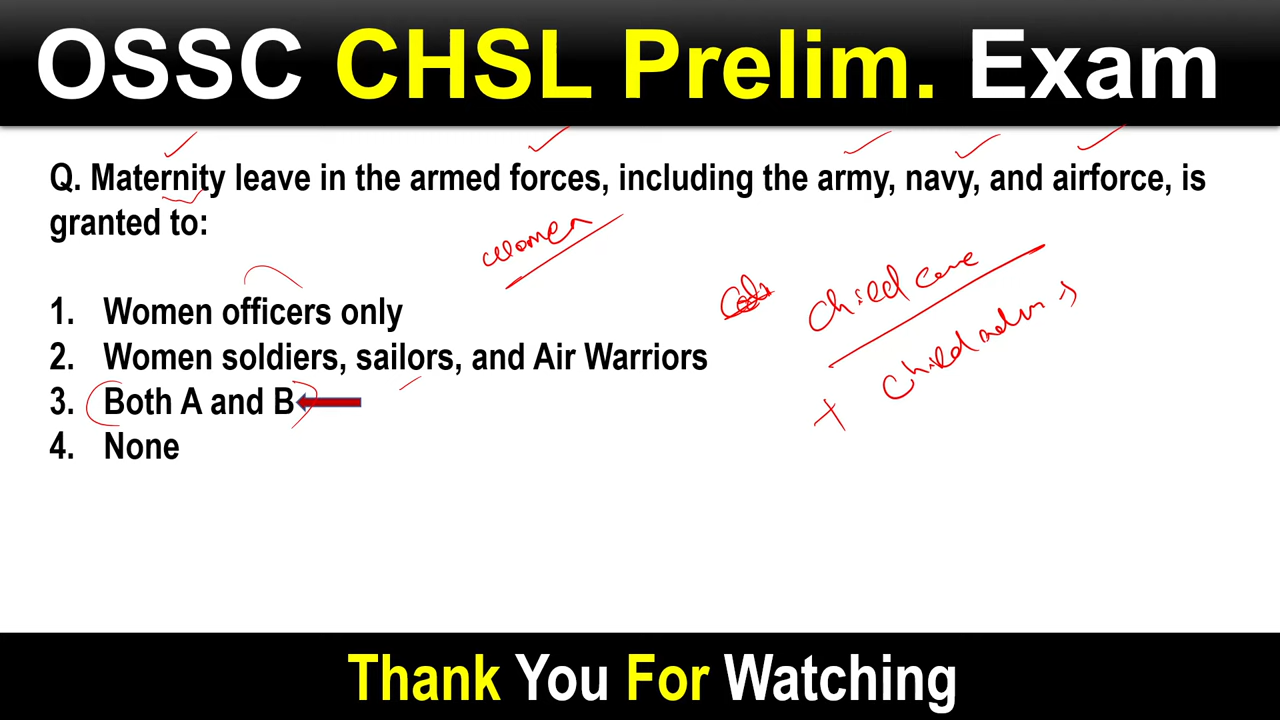 OSSC CHSL Prelim. Exam
Q. Maternity leave in the armed forces, including the army, navy, and airforce, is
granted to:
women
1. Women officers only
child care
2. Women soldiers, sailors, and Air Warriors
+ child
3. Both A and B
4. None
Thank You For Watching